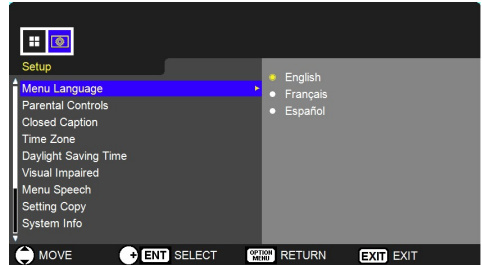 Setup
Menu Language
Parental Controls
Closed Caption
Time Zone
Daylight Saving Time
Visual Impaired
Menu Speech
Setting Copy
System Info
English
Français
Español
MOVE ENT SELECT OPTION MENU RETURN EXIT EXIT